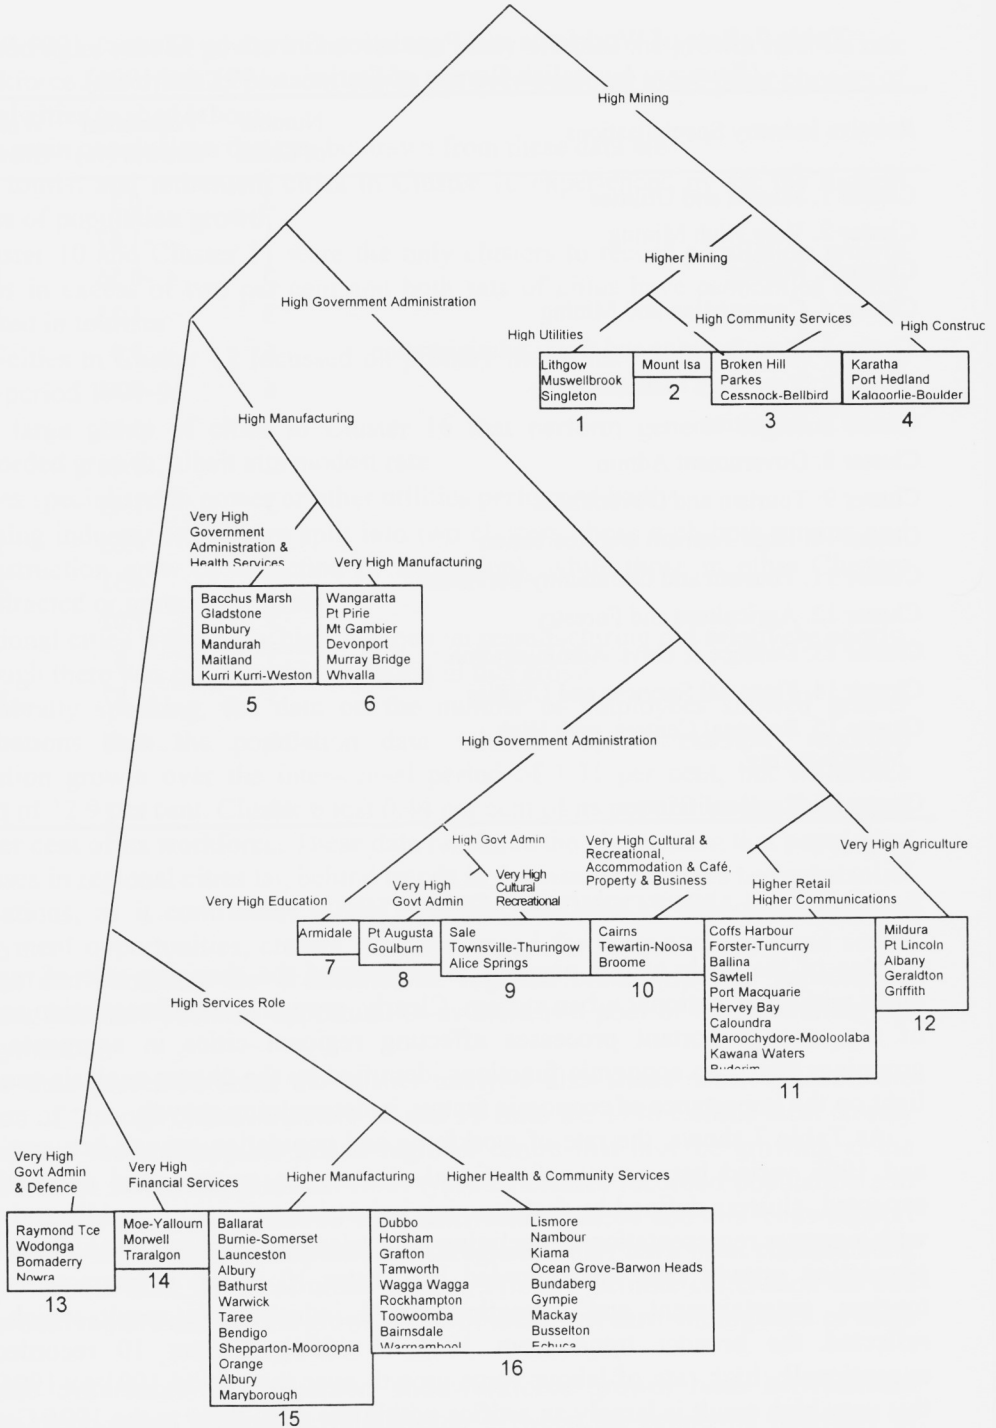 High Mining
Higher Mining
High Government Administration
High Utilities
High Community Services
High Construc
Lithgow
Muswellbrook
Singleton
1
Mount Isa
2
Broken Hill
Parkes
Cessnock-Bellbird
3
Karatha
Port Hedland
Kalgoorlie-Boulder
4
High Manufacturing
Very High
Government
Administration &
Health Services
Very High Manufacturing
Bacchus Marsh
Gladstone
Bunbury
Mandurah
Maitland
Kurri Kurri-Weston
5
Wangaratta
Pt Pirie
Mt Gambier
Devonport
Murray Bridge
Whyalla
6
High Government Administration
High Govt Admin
Very High Cultural &
Recreational,
Accommodation & Café,
Property & Business
Very High Agriculture
Very High Education
Very High
Govt Admin
Very High
Cultural
Recreational
Higher Retail
Higher Communications
Armidale
7
Pt Augusta
Goulburn
8
Sale
Townsville-Thuringow
Alice Springs
9
Cairns
Tewartin-Noosa
Broome
10
Coffs Harbour
Forster-Tuncurry
Ballina
Sawtell
Port Macquarie
Hervey Bay
Caloundra
Maroochydore-Mooloolaba
Kawana Waters
Buderim
11
Mildura
Pt Lincoln
Albany
Geraldton
Griffith
12
High Services Role
Very High
Govt Admin
& Defence
Very High
Financial Services
Higher Manufacturing
Higher Health & Community Services
Raymond Tce
Wodonga
Bomaderry
Nowra
13
Moe-Yallourn
Morwell
Traralgon
14
Ballarat
Burnie-Somerset
Launceston
Albury
Bathurst
Warwick
Taree
Bendigo
Shepparton-Mooroopna
Orange
Albury
Maryborough
15
Dubbo
Horsham
Grafton
Tamworth
Wagga Wagga
Rockhampton
Toowoomba
Bairnsdale
Warrnambool
Lismore
Nambour
Kiama
Ocean Grove-Barwon Heads
Bundaberg
Gympie
Mackay
Busselton
Echuca
16